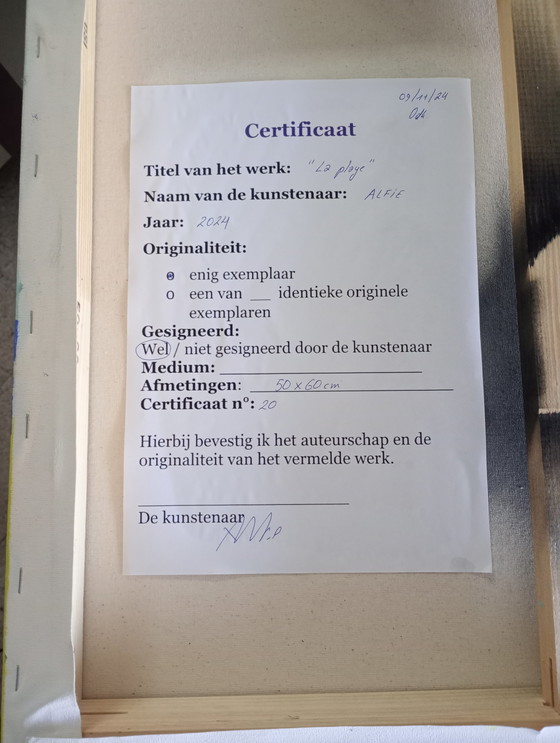 09/11/24
Certificaat
Titel van het werk: "La plage"
Naam van de kunstenaar: ALFIE
Jaar: 2024
Originaliteit:
enig exemplaar
o een van __ identieke originele
exemplaren
Gesigneerd:
Wel / niet gesigneerd door de kunstenaar
Medium:
Afmetingen: 50 x 60 cm
Certificaat n°: 20
Hierbij bevestig ik het auteurschap en de
originaliteit van het vermelde werk.
De kunstenaar